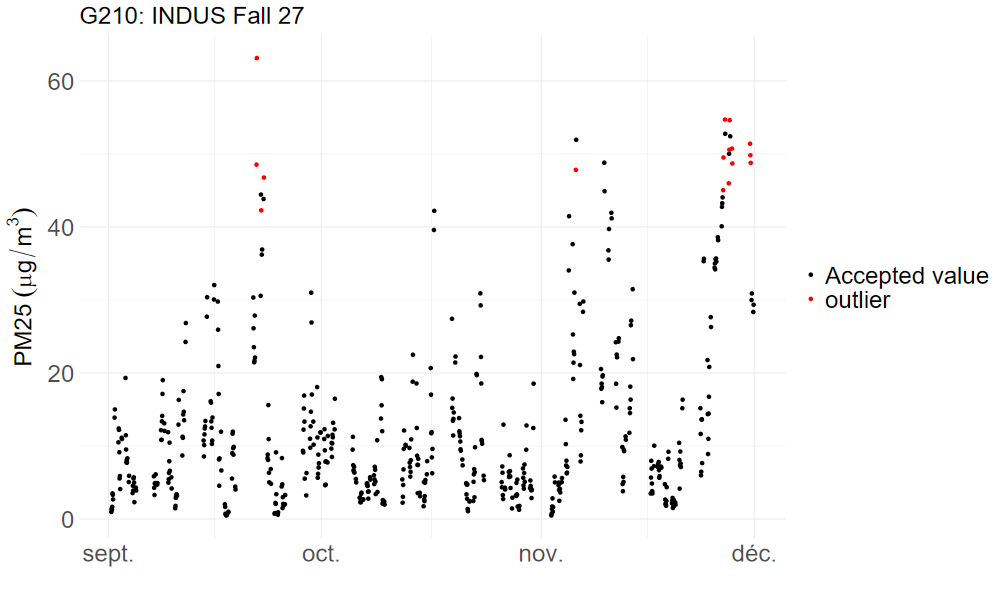 G210: INDUS Fall 27
PM25 (μg/m³)
60
40
20
0
sept.
oct.
nov.
déc.
Accepted value
outlier